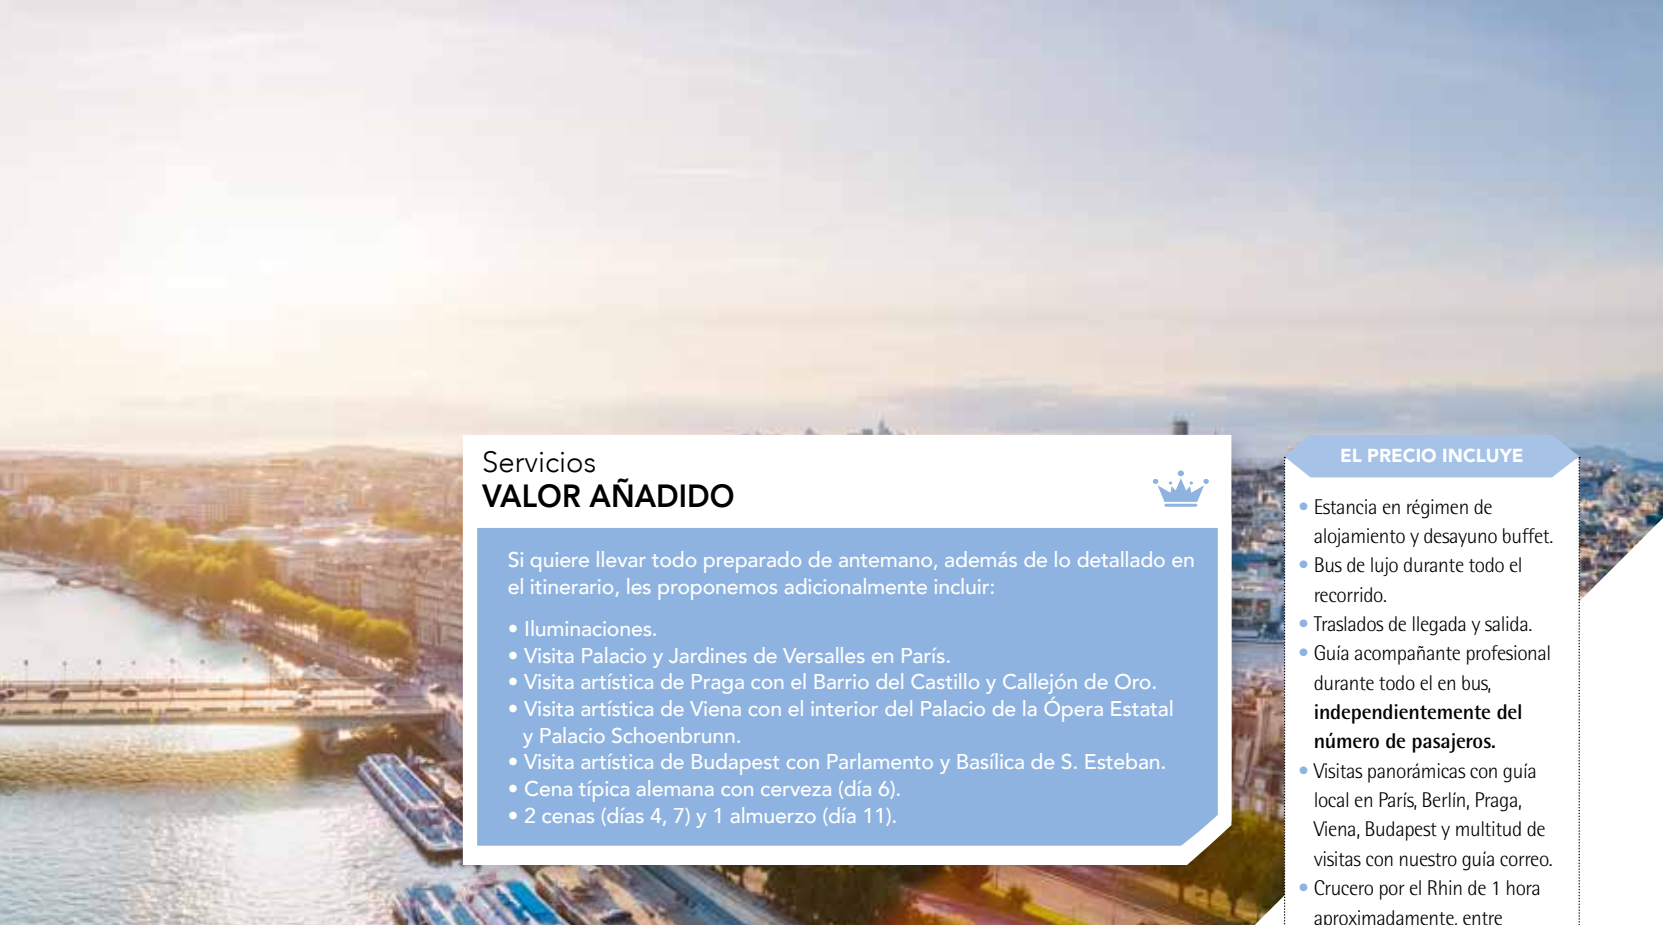 Servicios
VALOR AÑADIDO
Si quiere llevar todo preparado de antemano, además de lo detallado en
el itinerario, les proponemos adicionalmente incluir:
• Iluminaciones.
• Visita Palacio y Jardines de Versalles en París.
• Visita artística de Praga con el Barrio del Castillo y Callejón de Oro.
• Visita artística de Viena con el interior del Palacio de la Ópera Estatal
y Palacio Schoenbrunn.
• Visita artística de Budapest con Parlamento y Basílica de S. Esteban.
• Cena típica alemana con cerveza (día 6).
• 2 cenas (días 4, 7) y 1 almuerzo (día 11).
EL PRECIO INCLUYE
• Estancia en régimen de
alojamiento y desayuno buffet.
• Bus de lujo durante todo el
recorrido.
• Traslados de llegada y salida.
• Guía acompañante profesional
durante todo el en bus,
independientemente del
número de pasajeros.
• Visitas panorámicas con guía
local en París, Berlín, Praga,
Viena, Budapest y multitud de
visitas con nuestro guía correo.
• Crucero por el Rhin de 1 hora
aproximadamente, entre